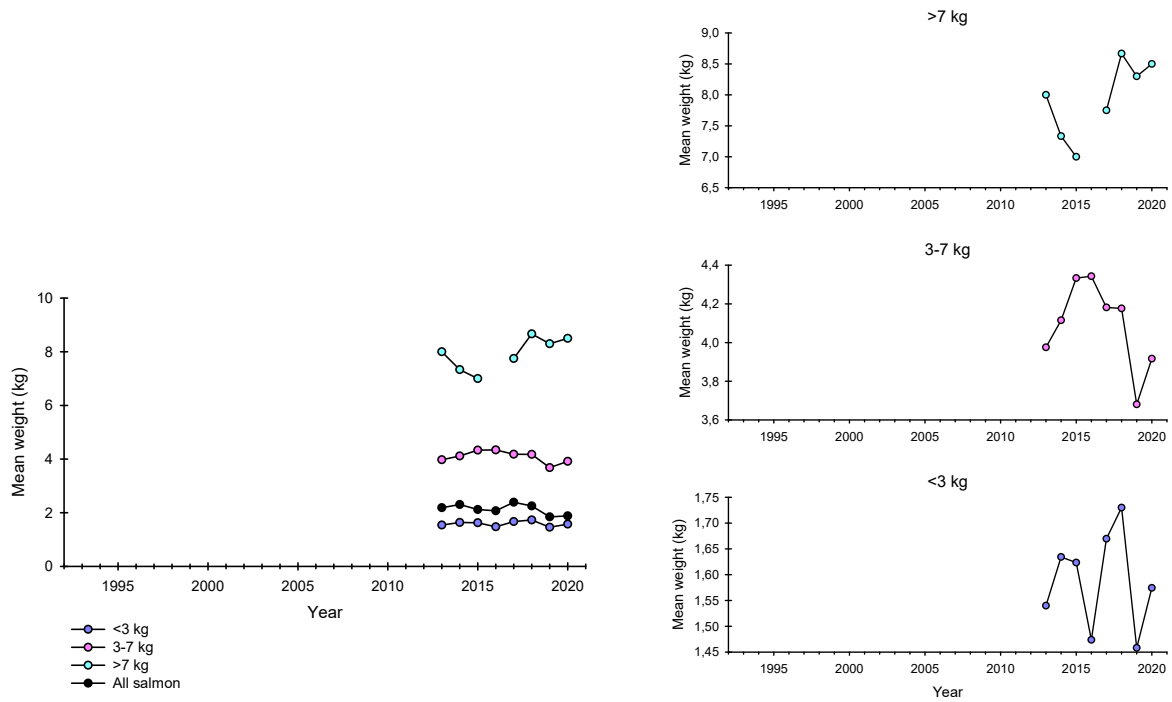 10
8
6
4
2
0
Mean weight (kg)
1995 2000 2005 2010 2015 2020
Year
<3 kg
3-7 kg
>7 kg
All salmon
>7 kg
9,0
8,5
8,0
7,5
7,0
6,5
Mean weight (kg)
1995 2000 2005 2010 2015 2020
3-7 kg
4,4
4,2
4,0
3,8
3,6
Mean weight (kg)
1995 2000 2005 2010 2015 2020
<3 kg
1,75
1,70
1,65
1,60
1,55
1,50
1,45
Mean weight (kg)
1995 2000 2005 2010 2015 2020
Year